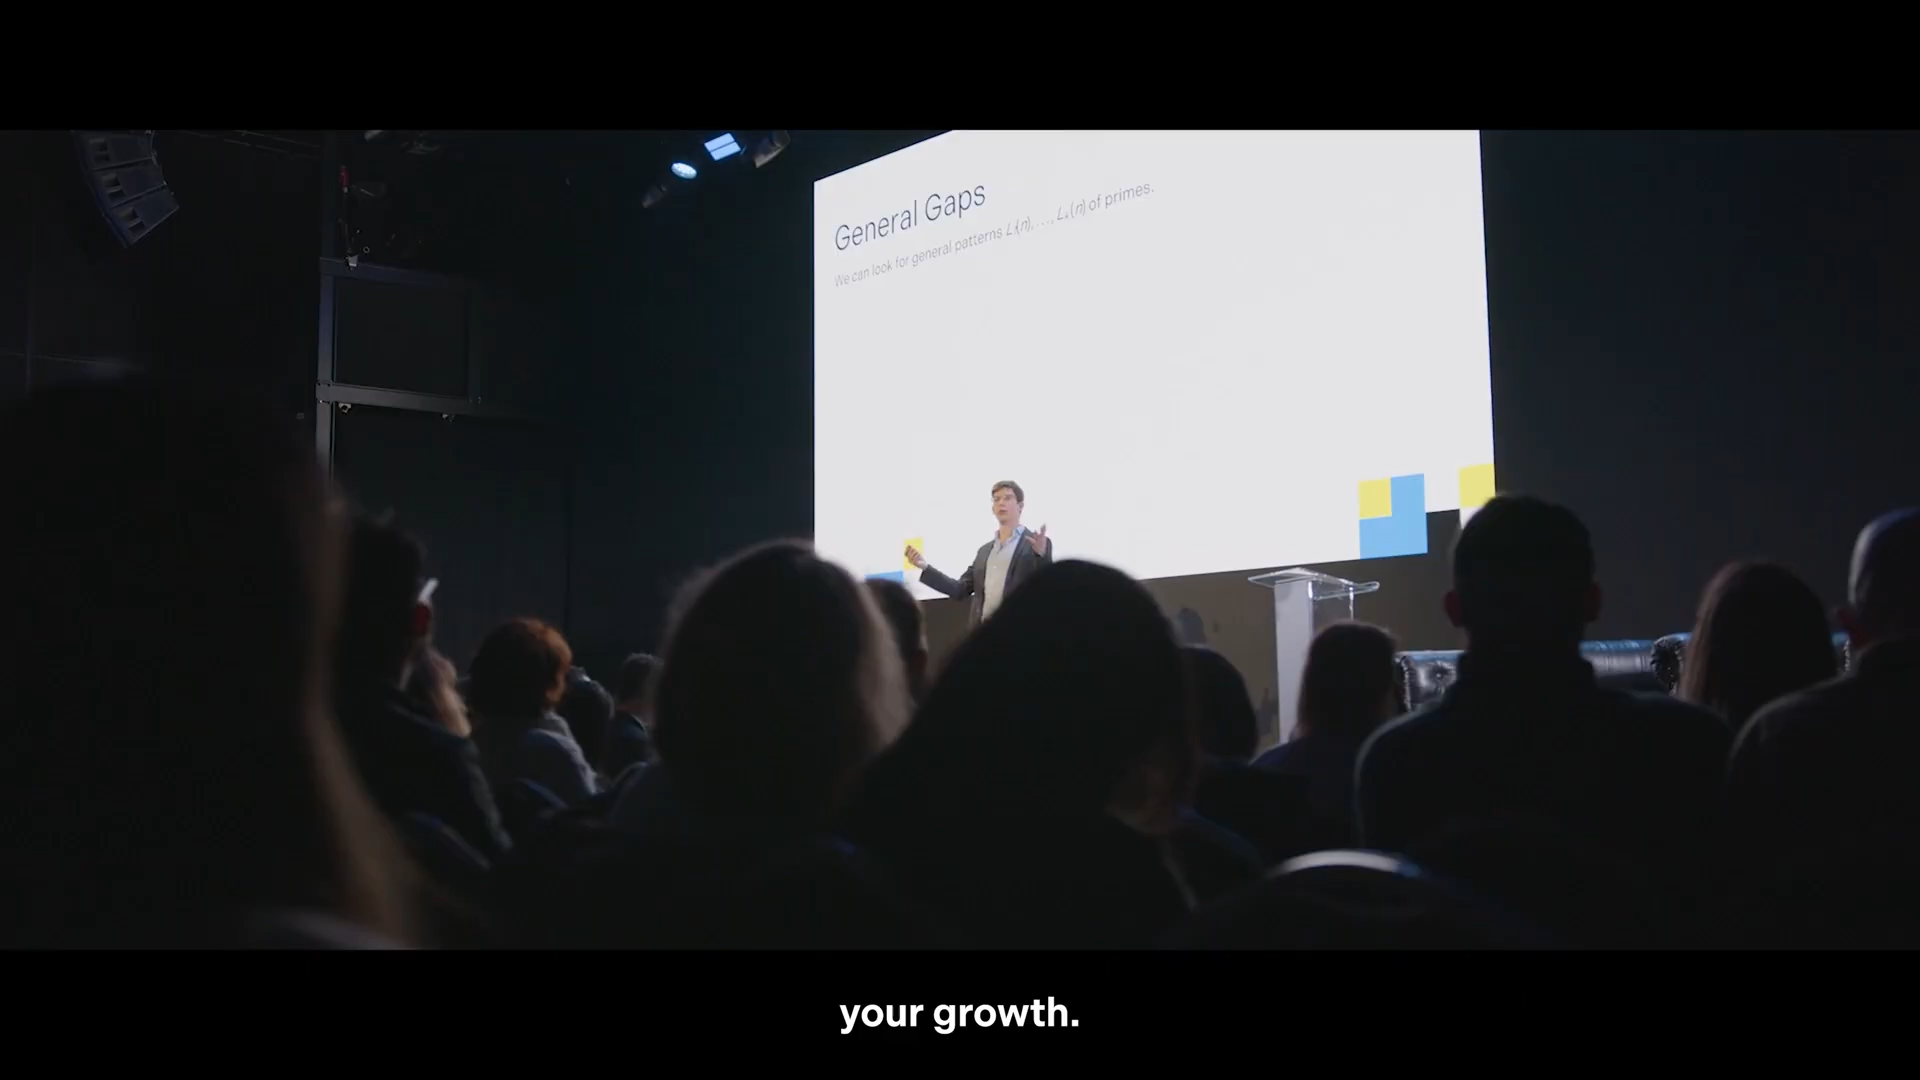 General Gaps
We can look for general patterns L₁(n), ..., Lₖ(n) of primes.
your growth.